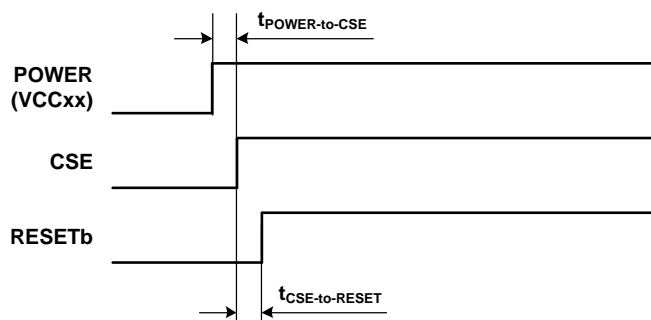 tPOWER-to-CSE
POWER
(VCCxx)
CSE
RESETb
tCSE-to-RESET